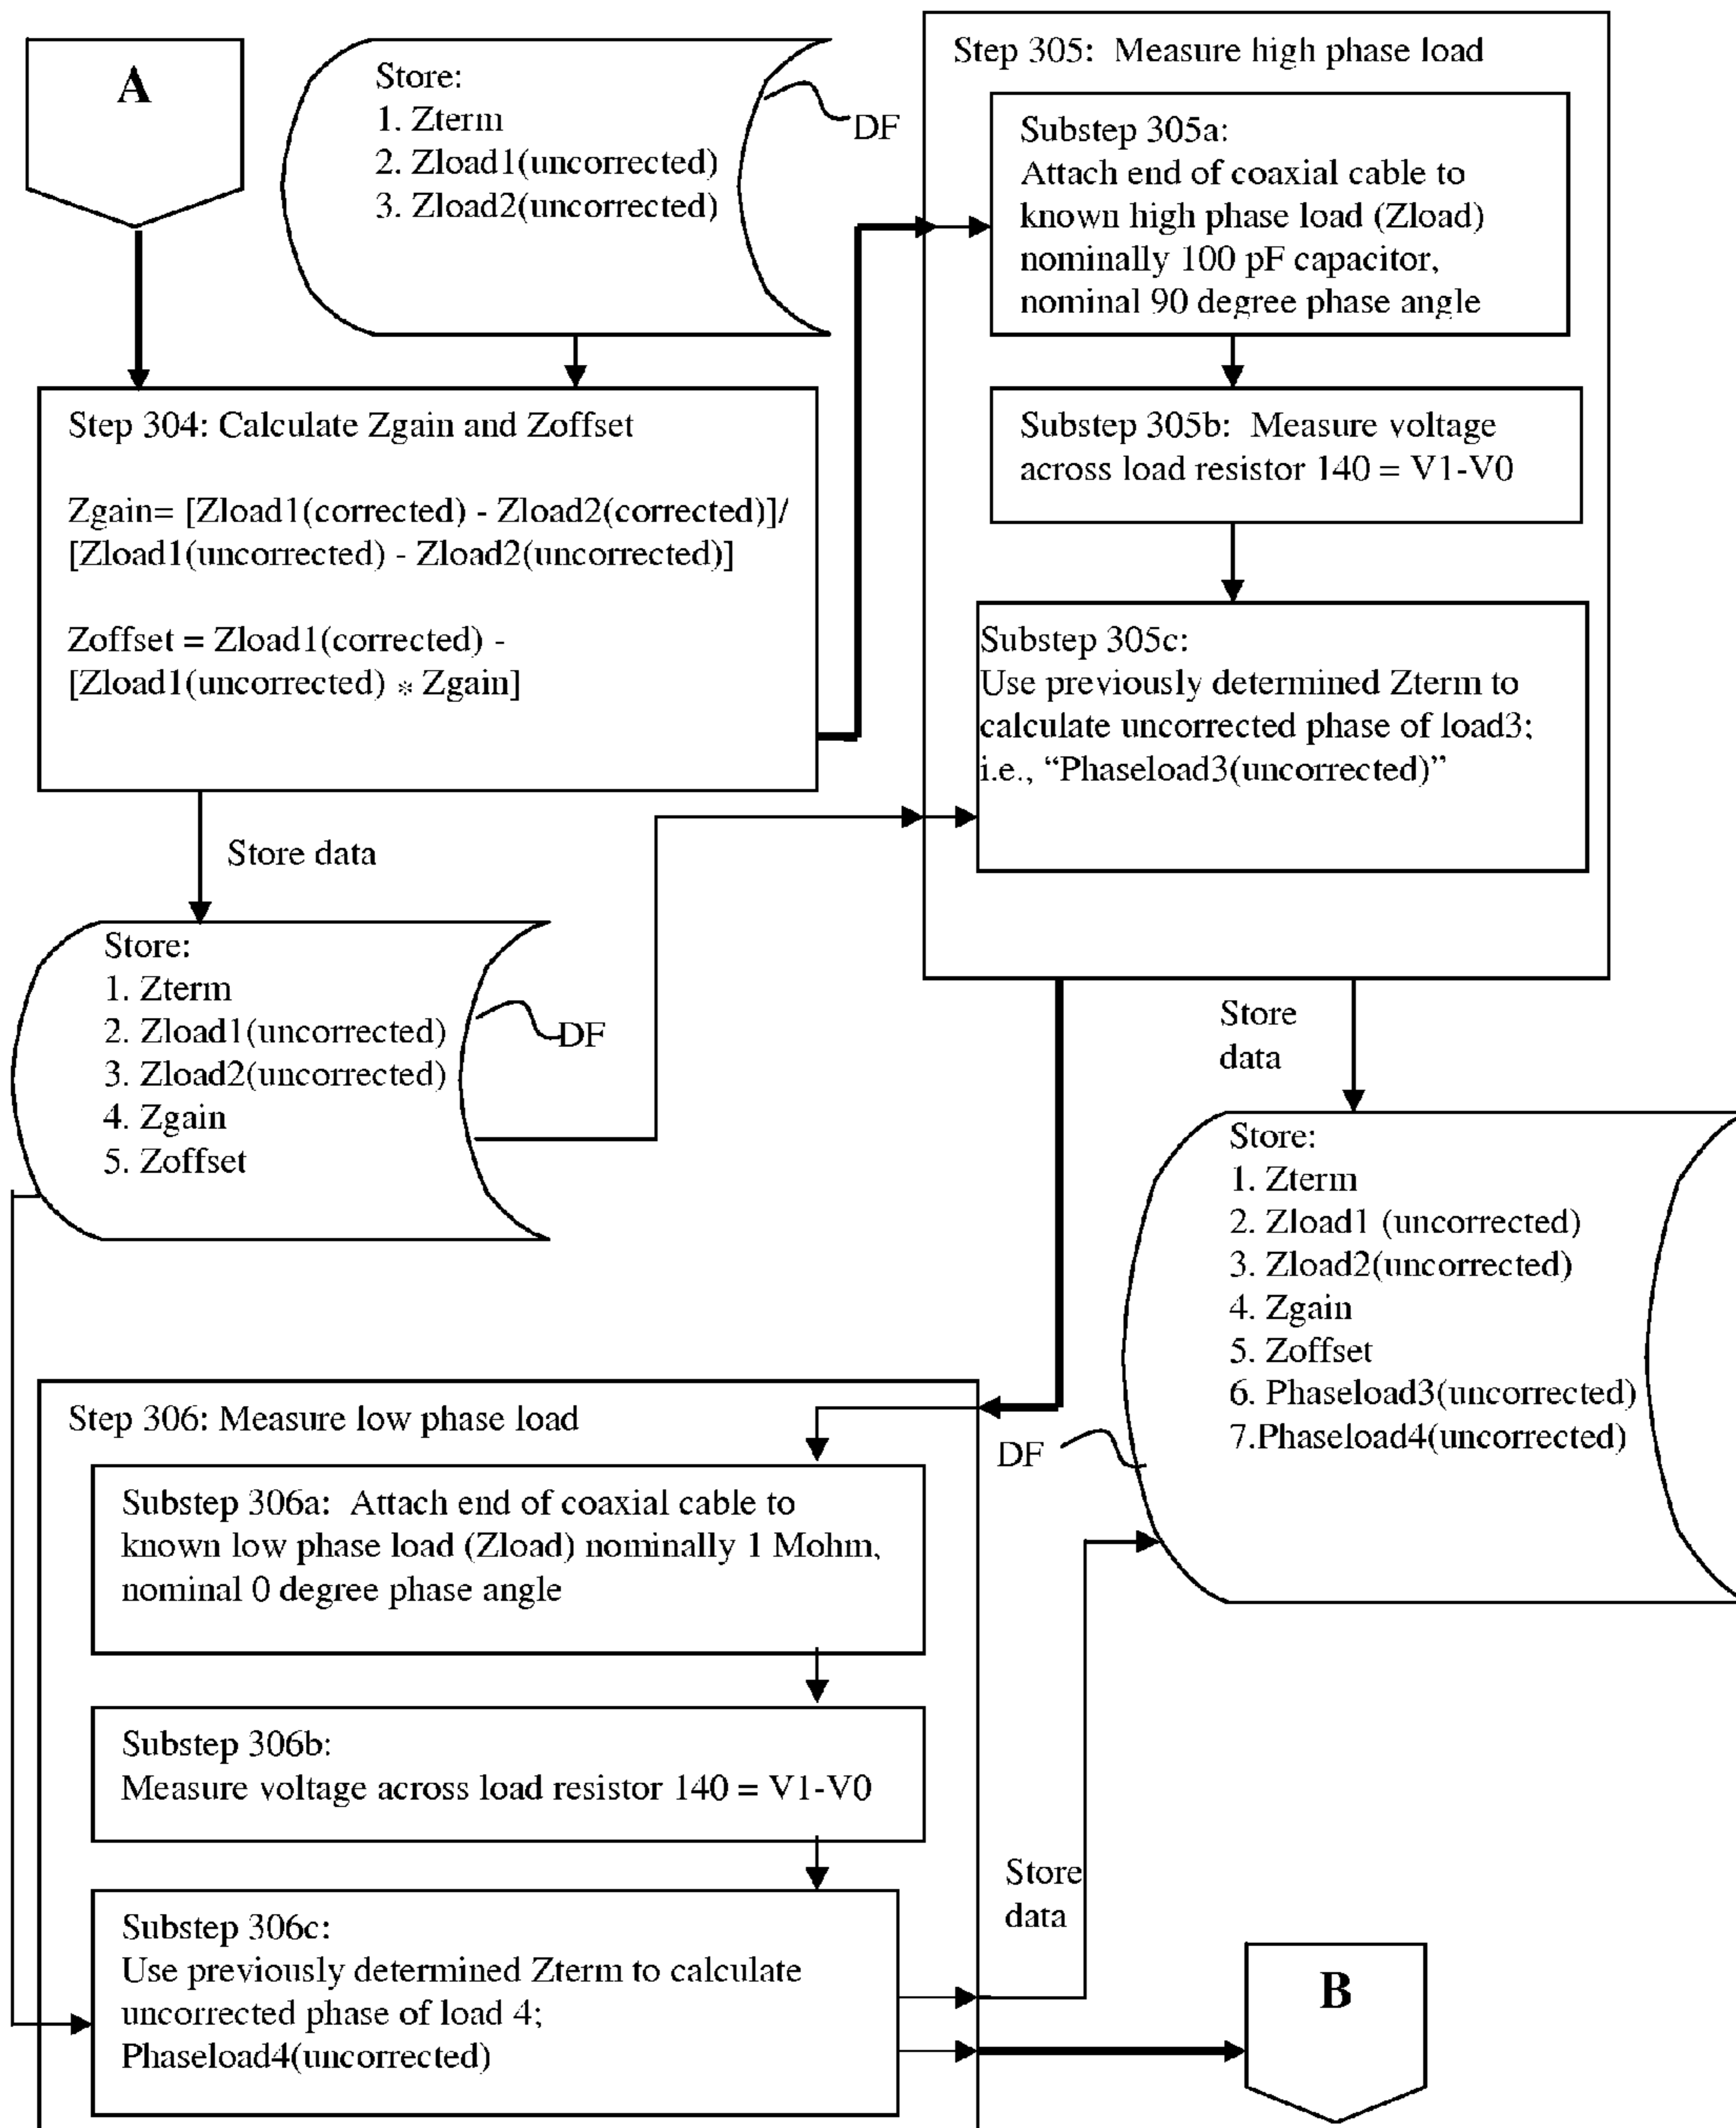 A
Store:
1. Zterm
2. Zload1(uncorrected)
3. Zload2(uncorrected)
DF
Step 304: Calculate Zgain and Zoffset
Zgain= [Zload1(corrected) - Zload2(corrected)]/
[Zload1(uncorrected) - Zload2(uncorrected)]
Zoffset = Zload1(corrected) -
[Zload1(uncorrected) * Zgain]
Store data
Store:
1. Zterm
2. Zload1(uncorrected)
3. Zload2(uncorrected)
4. Zgain
5. Zoffset
DF
Step 305: Measure high phase load
Substep 305a:
Attach end of coaxial cable to
known high phase load (Zload)
nominally 100 pF capacitor,
nominal 90 degree phase angle
Substep 305b: Measure voltage
across load resistor 140 = V1-V0
Substep 305c:
Use previously determined Zterm to
calculate uncorrected phase of load3;
i.e., “Phaseload3(uncorrected)”
Store
data
Store:
1. Zterm
2. Zload1 (uncorrected)
3. Zload2(uncorrected)
4. Zgain
5. Zoffset
6. Phaseload3(uncorrected)
7.Phaseload4(uncorrected)
DF
Step 306: Measure low phase load
Substep 306a: Attach end of coaxial cable to
known low phase load (Zload) nominally 1 Mohm,
nominal 0 degree phase angle
Substep 306b:
Measure voltage across load resistor 140 = V1-V0
Substep 306c:
Use previously determined Zterm to calculate
uncorrected phase of load 4;
Phaseload4(uncorrected)
Store
data
B